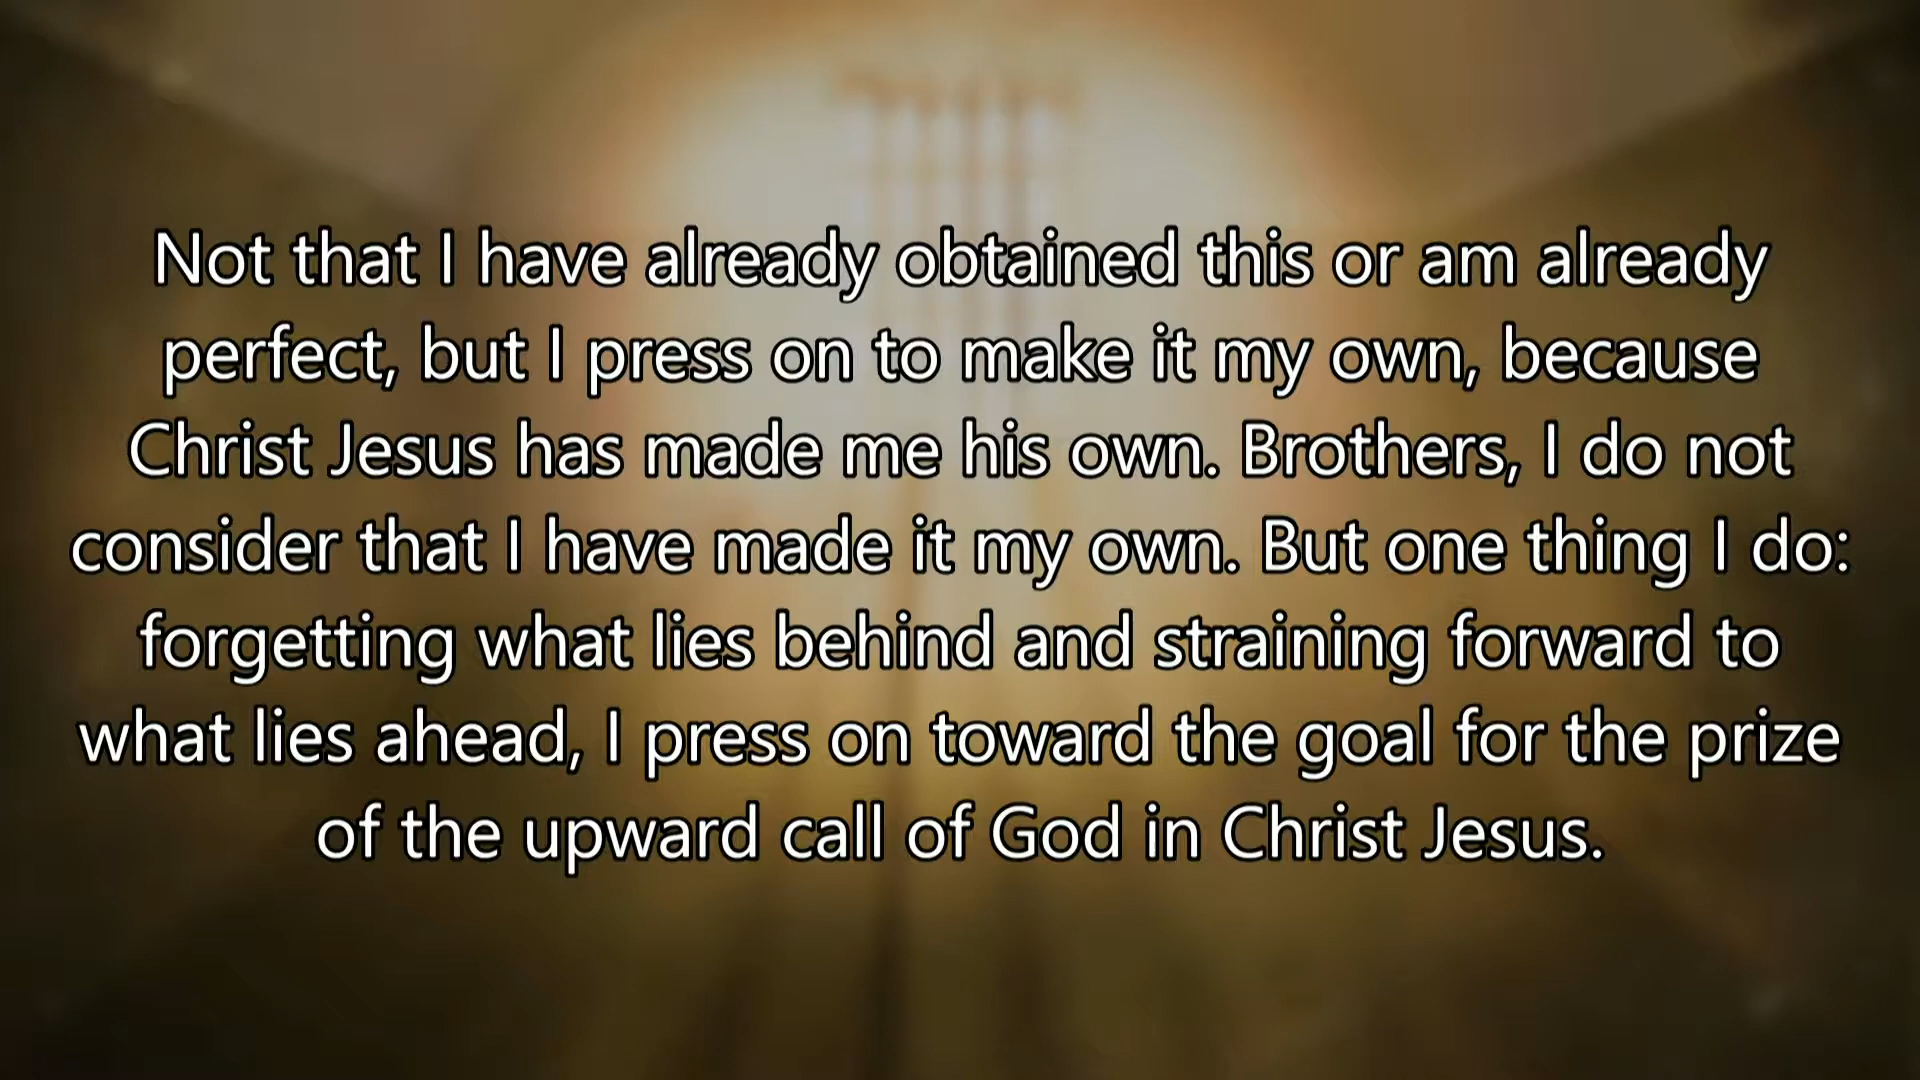 Not that I have already obtained this or am already
perfect, but I press on to make it my own, because
Christ Jesus has made me his own. Brothers, I do not
consider that I have made it my own. But one thing I do:
forgetting what lies behind and straining forward to
what lies ahead, I press on toward the goal for the prize
of the upward call of God in Christ Jesus.